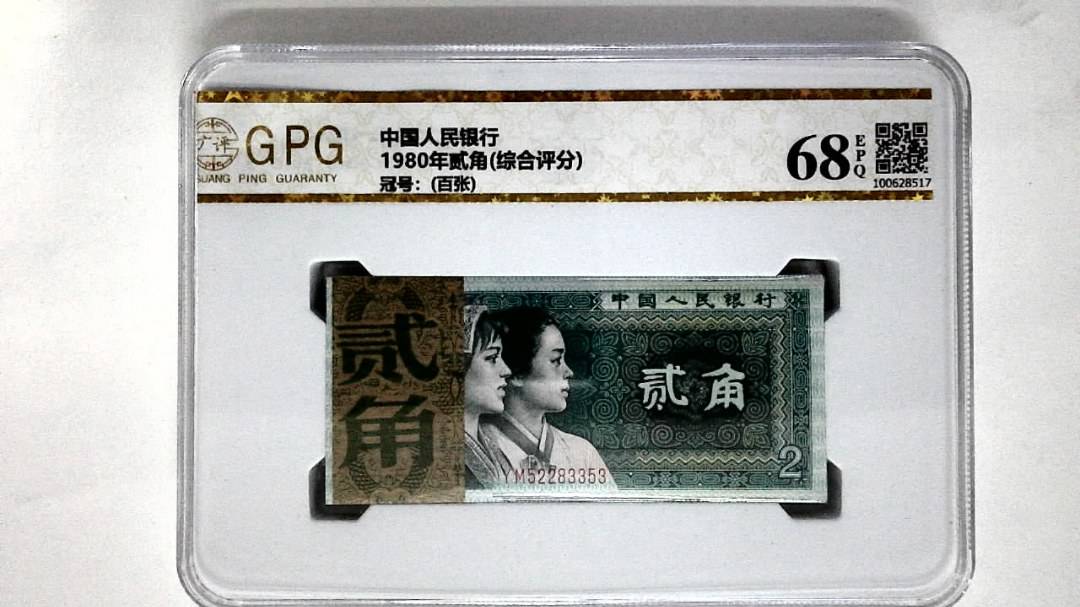 广评
GPG
GUANG PING GUARANTY
中国人民银行
1980年贰角(综合评分)
冠号：(百张)
68
EPQ
100628517
贰角
中国人民银行
贰角
YM52283353
2